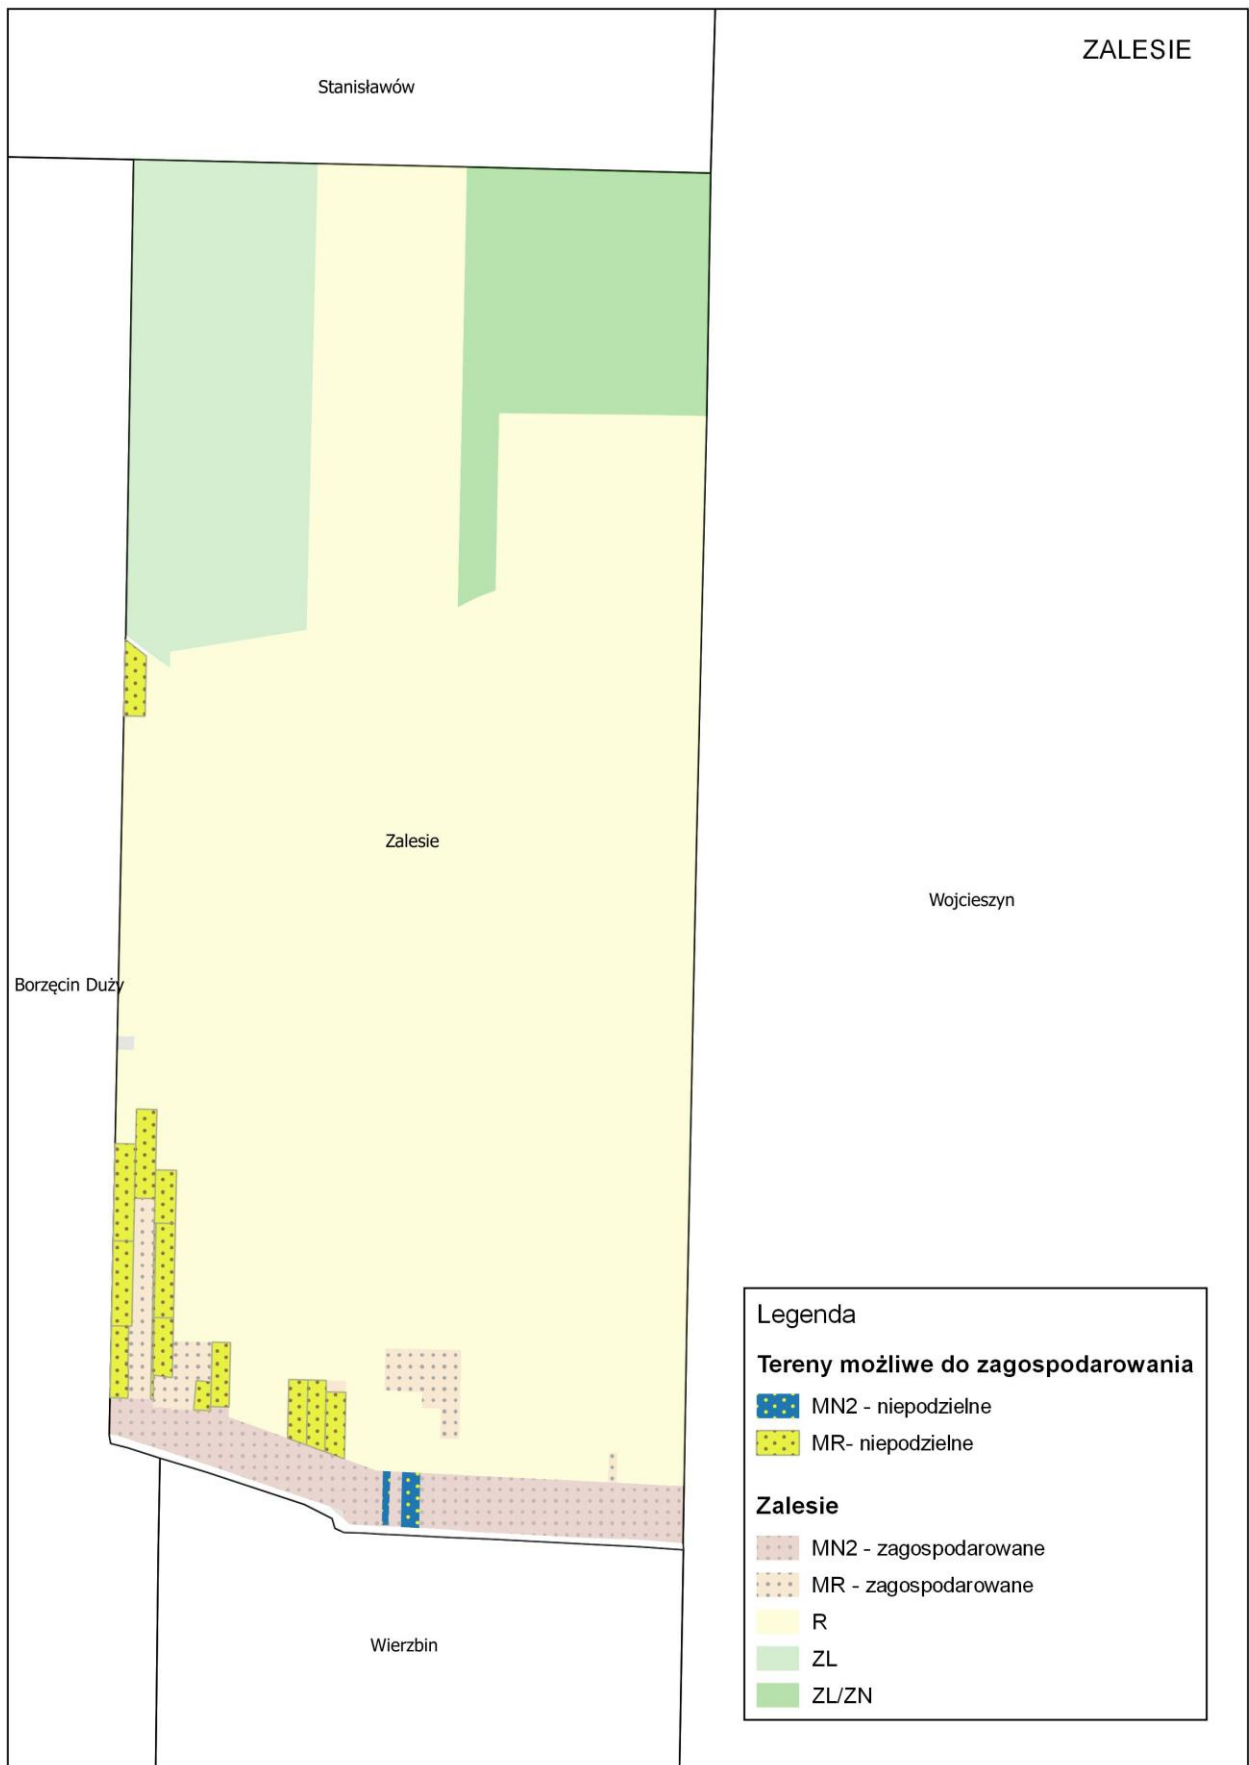 ZALESIE
Stanisławów
Zalesie
Wojcieszyn
Borzęcin Duży
Wierzbin
Legenda
Tereny możliwe do zagospodarowania
MN2 - niepodzielne
MR- niepodzielne
Zalesie
MN2 - zagospodarowane
MR - zagospodarowane
R
ZL
ZL/ZN